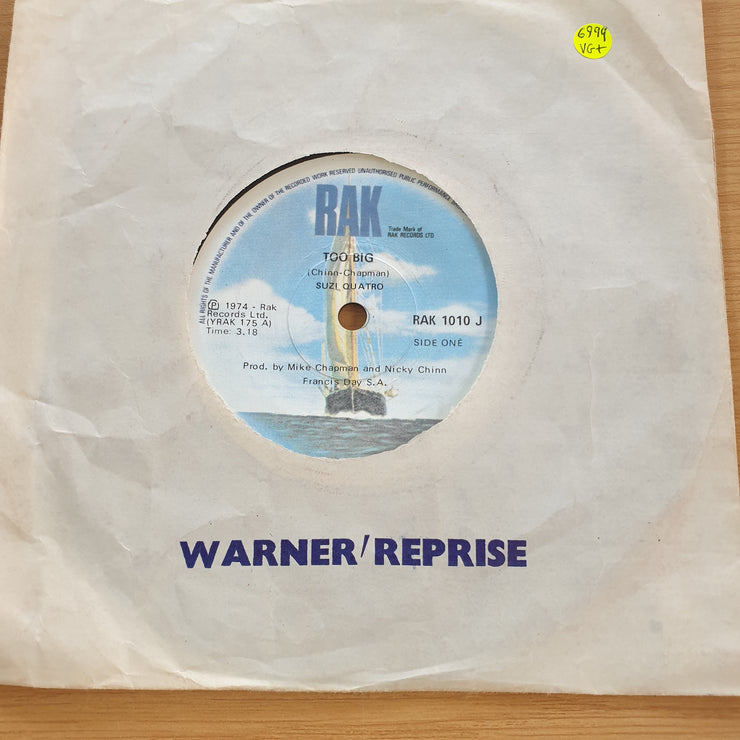 6999
VG+
ALL RIGHTS OF THE MANUFACTURER AND OF THE OWNER OF THE RECORDED WORK RESERVED UNAUTHORISED PUBLIC PERFORMANCE
RAK
Trade Mark of
RAK RECORDS LTD
TOO BIG
(Chinn-Chapman)
SUZI QUATRO
Ⓟ 1974 - Rak
Records Ltd.
(YRAK 175 A)
Time: 3.18
RAK 1010 J
SIDE ONE
Prod. by Mike Chapman and Nicky Chinn
Francis Day S.A.
WARNER/REPRISE